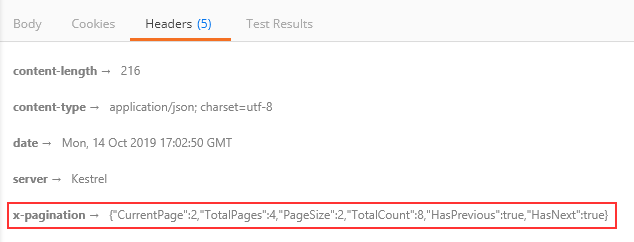 Body Cookies Headers (5) Test Results
content-length → 216
content-type → application/json; charset=utf-8
date → Mon, 14 Oct 2019 17:02:50 GMT
server → Kestrel
x-pagination → {"CurrentPage":2,"TotalPages":4,"PageSize":2,"TotalCount":8,"HasPrevious":true,"HasNext":true}